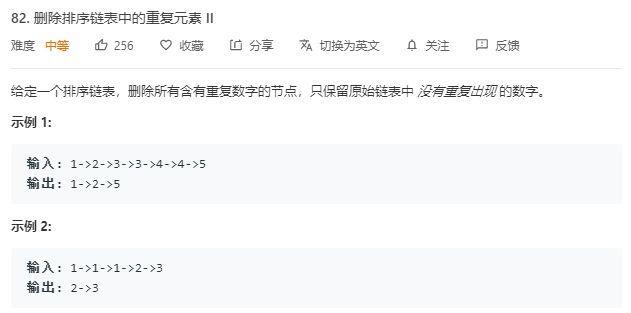 82. 删除排序链表中的重复元素 II
难度 中等 256 收藏 分享 切换为英文 关注 反馈
给定一个排序链表，删除所有含有重复数字的节点，只保留原始链表中 没有重复出现 的数字。
示例 1:
输入: 1->2->3->3->4->4->5
输出: 1->2->5
示例 2:
输入: 1->1->1->2->3
输出: 2->3